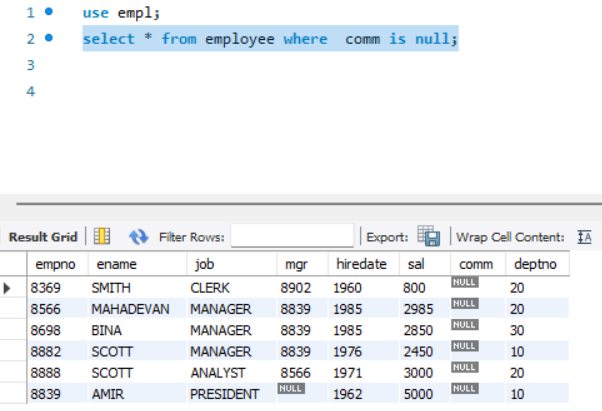 1 use empl;
2 select * from employee where  comm is null;
3
4
Result Grid Filter Rows: Export: Wrap Cell Content:
empno ename job mgr hiredate sal comm deptno
8369 SMITH CLERK 8902 1960 800 NULL 20
8566 MAHADEVAN MANAGER 8839 1985 2985 NULL 20
8698 BINA MANAGER 8839 1985 2850 NULL 30
8882 SCOTT MANAGER 8839 1976 2450 NULL 10
8888 SCOTT ANALYST 8566 1971 3000 NULL 20
8839 AMIR PRESIDENT NULL 1962 5000 NULL 10